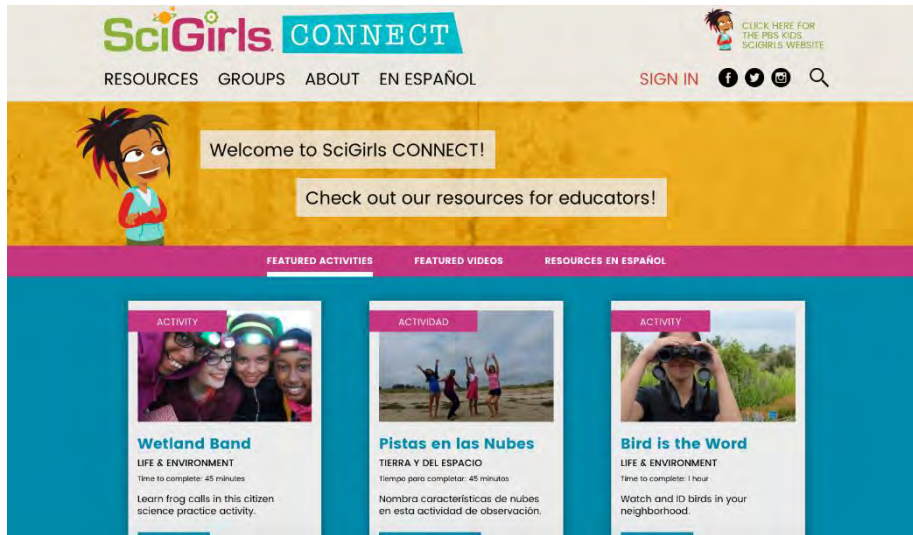 SciGirls CONNECT
CLICK HERE FOR
THE PBS KIDS
SCIGIRLS WEBSITE
RESOURCES GROUPS ABOUT EN ESPAÑOL SIGN IN
Welcome to SciGirls CONNECT!
Check out our resources for educators!
FEATURED ACTIVITIES FEATURED VIDEOS RESOURCES EN ESPAÑOL
ACTIVITY
Wetland Band
LIFE & ENVIRONMENT
Time to complete: 45 minutes
Learn frog calls in this citizen
science practice activity.
ACTIVIDAD
Pistas en las Nubes
TIERRA Y DEL ESPACIO
Tiempo para completar: 45 minutos
Nombra características de nubes
en esta actividad de observación.
ACTIVITY
Bird is the Word
LIFE & ENVIRONMENT
Time to complete: 1 hour
Watch and ID birds in your
neighborhood.